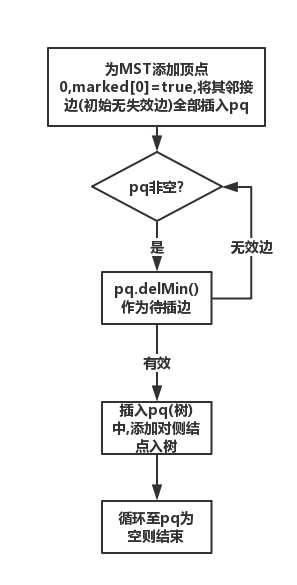 为MST添加顶点
0,marked[0]=true,将其邻接
边(初始无失效边)全部插入pq
pq非空?
是
无效边
pq.delMin()
作为待插边
有效
插入pq(树)
中,添加对侧结
点入树
循环至pq为
空则结束